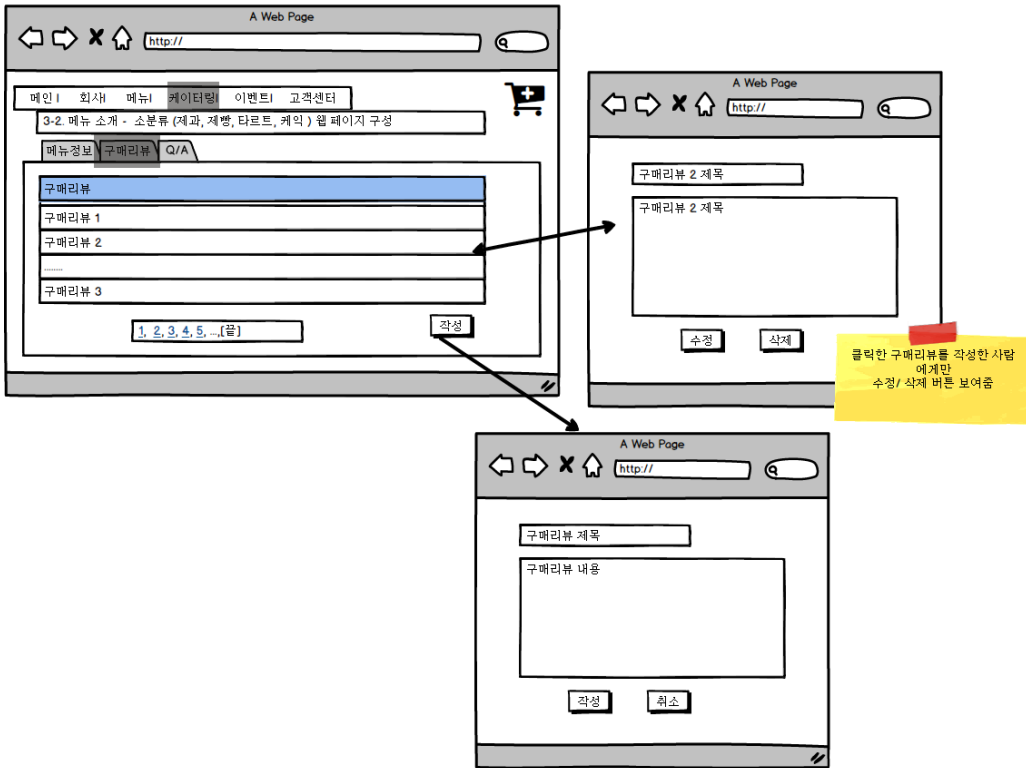 A Web Page
http://
메인 I 회사I 메뉴I 케이터링I 이벤트I 고객센터
3-2. 메뉴 소개 - 소분류 (제과, 제빵, 타르트, 케익 ) 웹 페이지 구성
메뉴정보 구매리뷰 Q/A
구매리뷰
구매리뷰 1
구매리뷰 2
........
구매리뷰 3
1, 2, 3, 4, 5, ...,[끝]
작성
A Web Page
http://
구매리뷰 2 제목
구매리뷰 2 제목
수정 삭제
클릭한 구매리뷰를 작성한 사람
에게만
수정/ 삭제 버튼 보여줌
A Web Page
http://
구매리뷰 제목
구매리뷰 내용
작성 취소